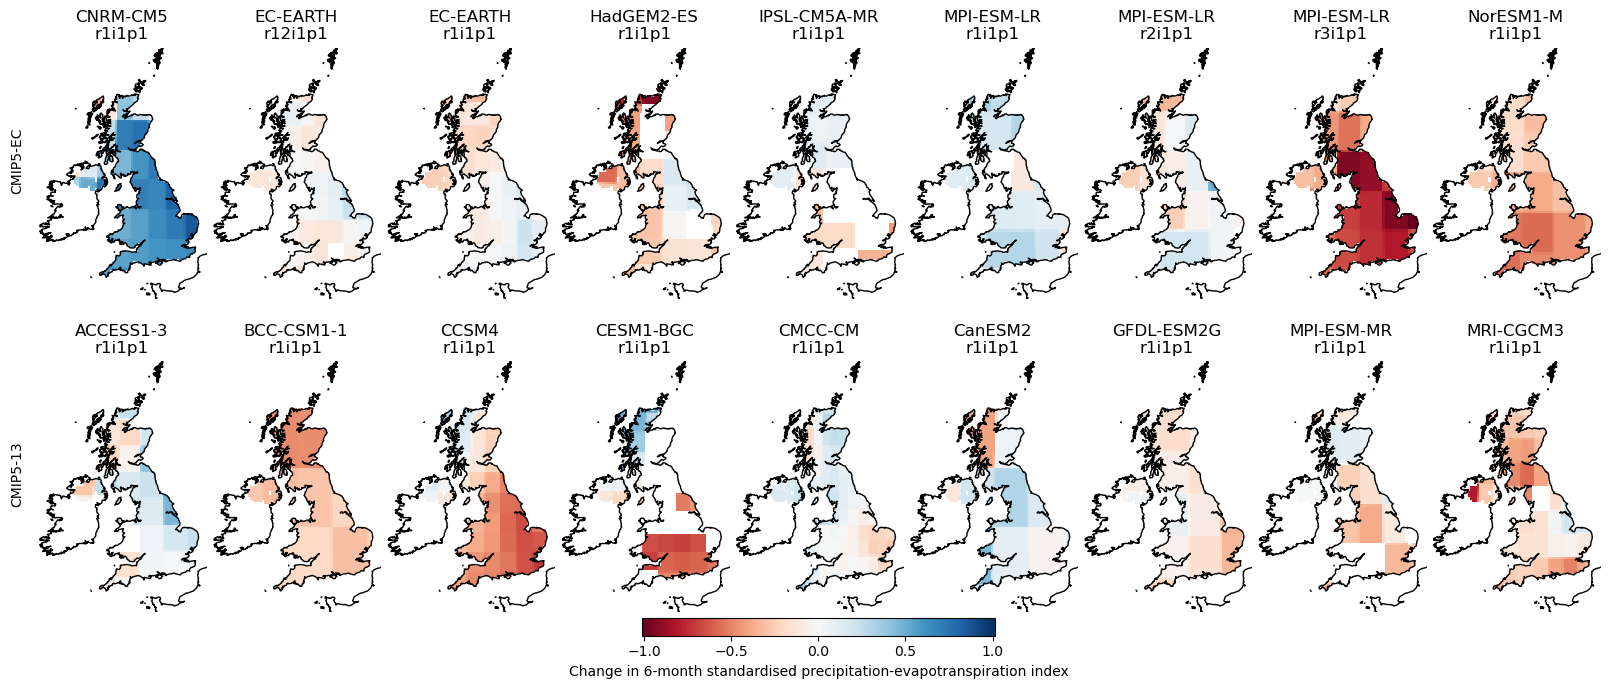 CNRM-CM5 EC-EARTH EC-EARTH HadGEM2-ES IPSL-CM5A-MR MPI-ESM-LR MPI-ESM-LR MPI-ESM-LR NorESM1-M
r1i1p1 r12i1p1 r1i1p1 r1i1p1 r1i1p1 r1i1p1 r2i1p1 r3i1p1 r1i1p1
CMIP5-EC
ACCESS1-3 BCC-CSM1-1 CCSM4 CESM1-BGC CMCC-CM CanESM2 GFDL-ESM2G MPI-ESM-MR MRI-CGCM3
r1i1p1 r1i1p1 r1i1p1 r1i1p1 r1i1p1 r1i1p1 r1i1p1 r1i1p1 r1i1p1
CMIP5-13
−1.0 −0.5 0.0 0.5 1.0
Change in 6-month standardised precipitation-evapotranspiration index